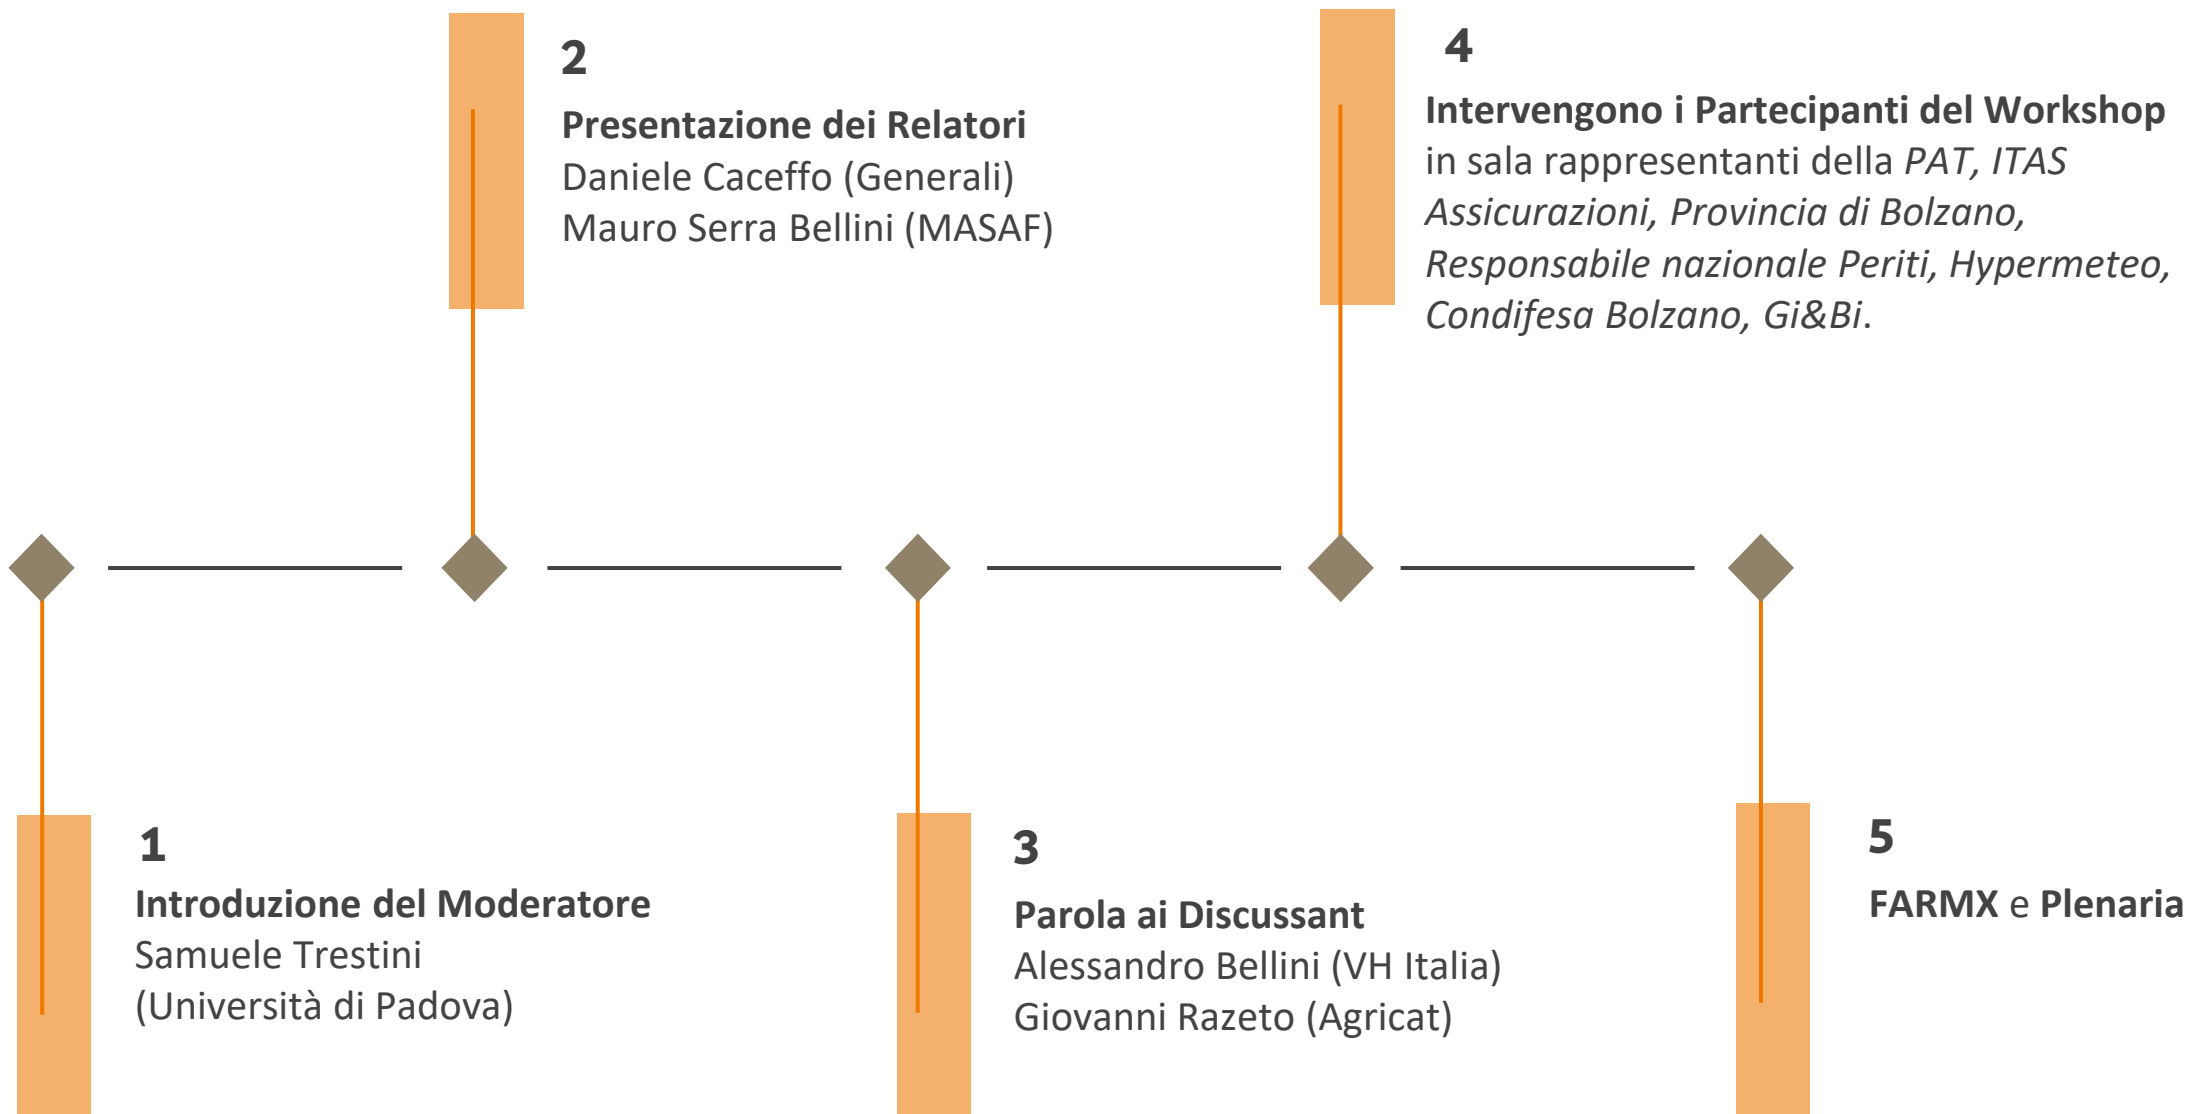 1
Introduzione del Moderatore
Samuele Trestini
(Università di Padova)
2
Presentazione dei Relatori
Daniele Caceffo (Generali)
Mauro Serra Bellini (MASAF)
3
Parola ai Discussant
Alessandro Bellini (VH Italia)
Giovanni Razeto (Agricat)
4
Intervengono i Partecipanti del Workshop
in sala rappresentanti della PAT, ITAS
Assicurazioni, Provincia di Bolzano,
Responsabile nazionale Periti, Hypermeteo,
Condifesa Bolzano, Gi&Bi.
5
FARMX e Plenaria